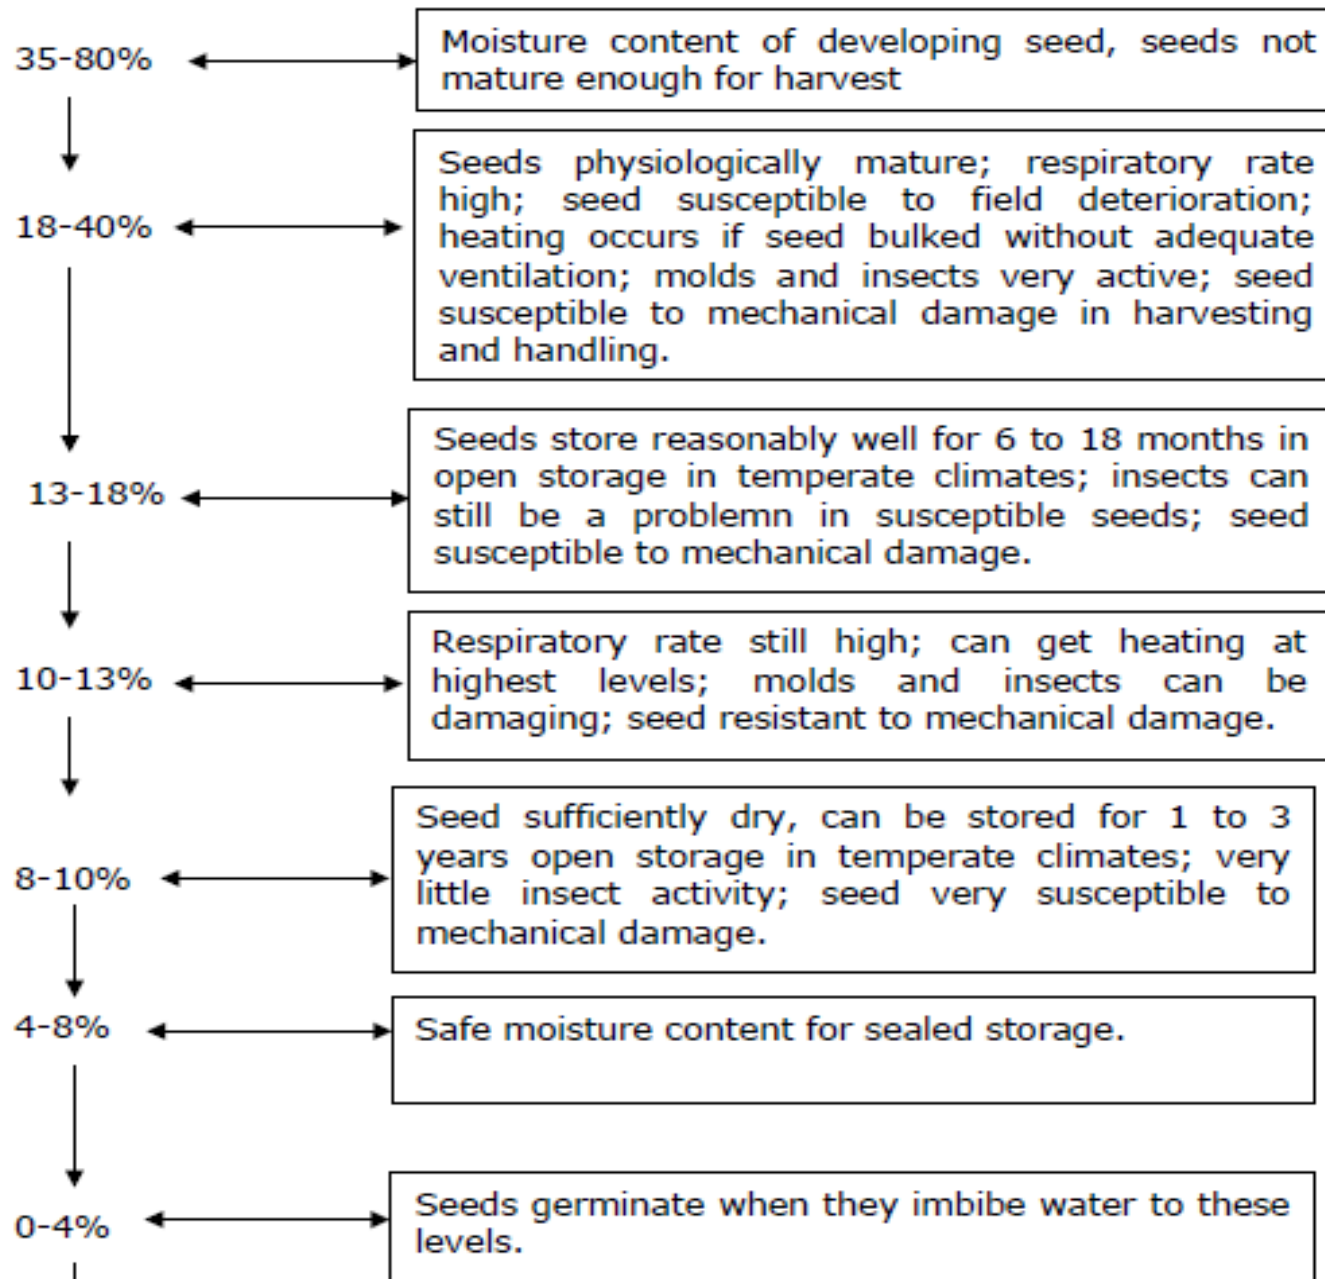 35-80%
Moisture content of developing seed, seeds not
mature enough for harvest
18-40%
Seeds physiologically mature; respiratory rate
high; seed susceptible to field deterioration;
heating occurs if seed bulked without adequate
ventilation; molds and insects very active; seed
susceptible to mechanical damage in harvesting
and handling.
13-18%
Seeds store reasonably well for 6 to 18 months in
open storage in temperate climates; insects can
still be a problemn in susceptible seeds; seed
susceptible to mechanical damage.
10-13%
Respiratory rate still high; can get heating at
highest levels; molds and insects can be
damaging; seed resistant to mechanical damage.
8-10%
Seed sufficiently dry, can be stored for 1 to 3
years open storage in temperate climates; very
little insect activity; seed very susceptible to
mechanical damage.
4-8%
Safe moisture content for sealed storage.
0-4%
Seeds germinate when they imbibe water to these
levels.